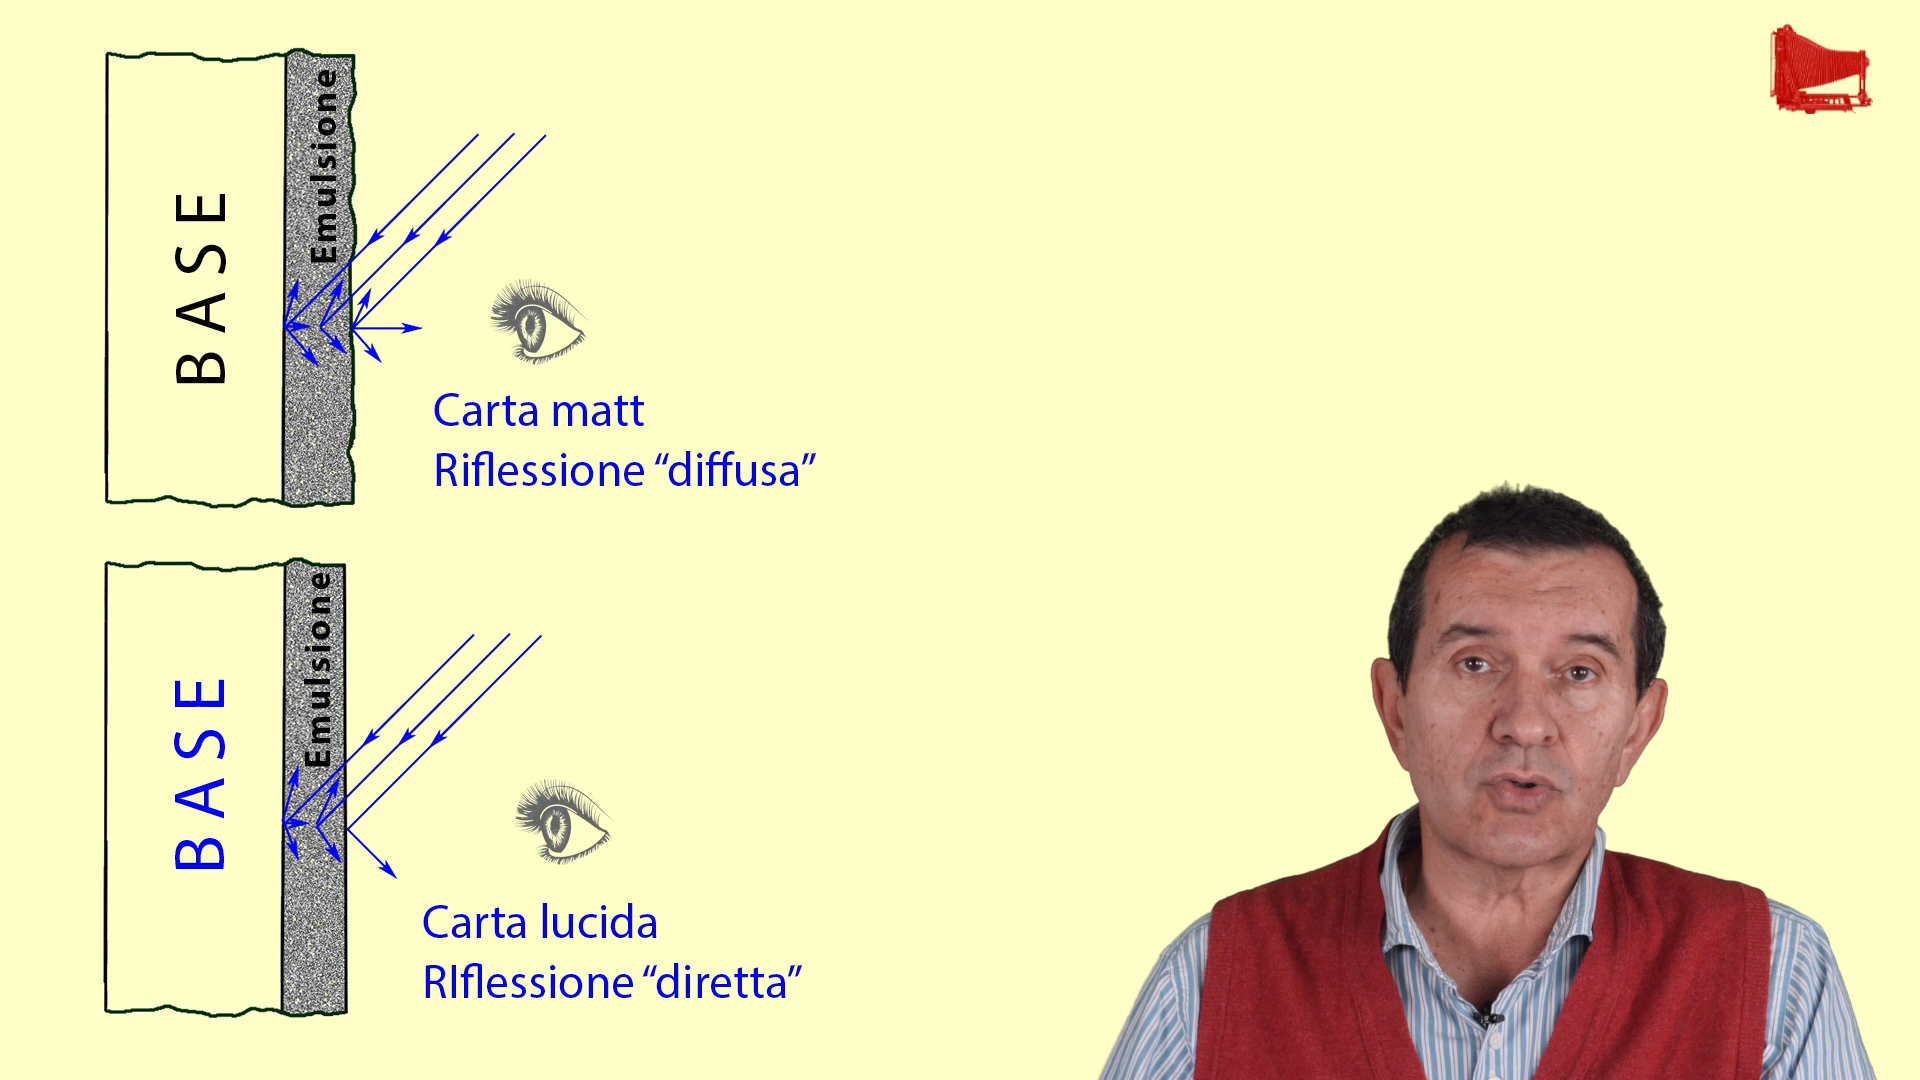 BASE
Emulsione
Carta matt
Riflessione “diffusa”
BASE
Emulsione
Carta lucida
RIflessione “diretta”